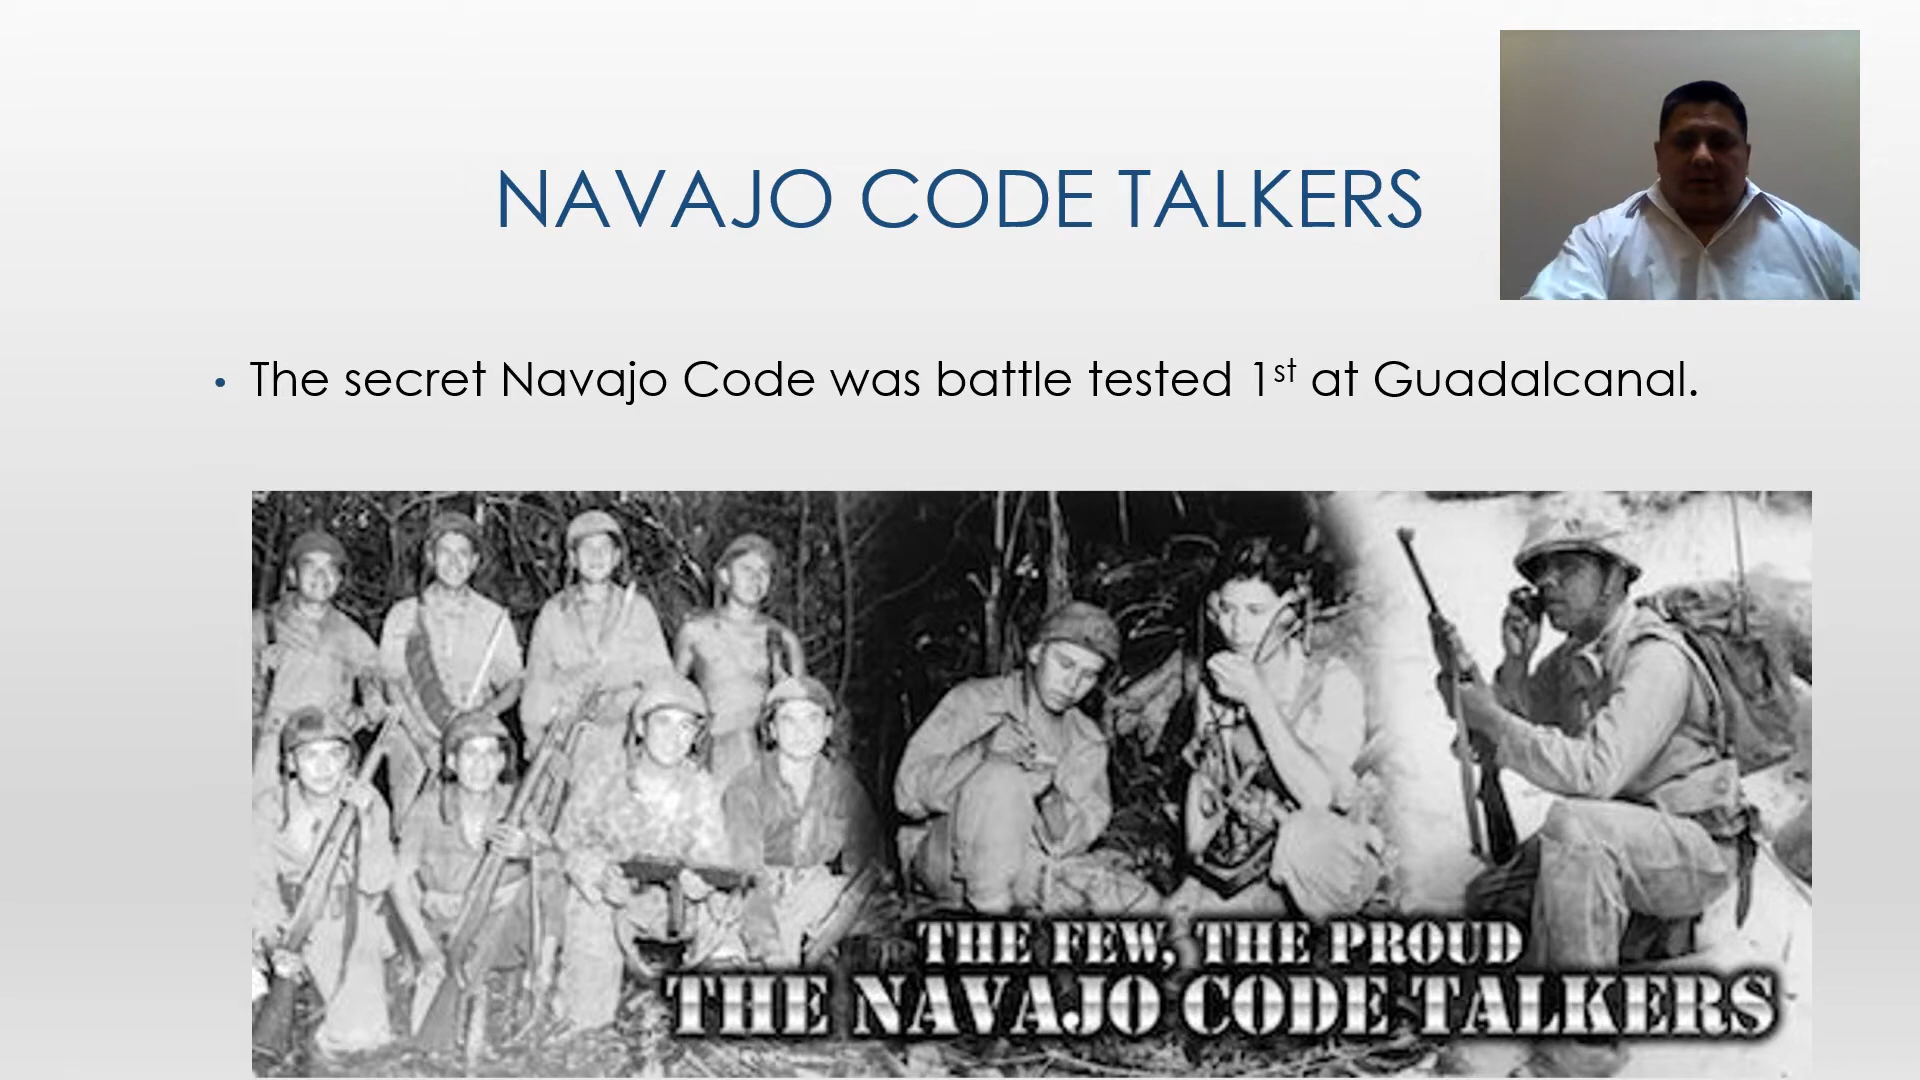 NAVAJO CODE TALKERS
• The secret Navajo Code was battle tested 1st at Guadalcanal.
THE FEW, THE PROUD
THE NAVAJO CODE TALKERS